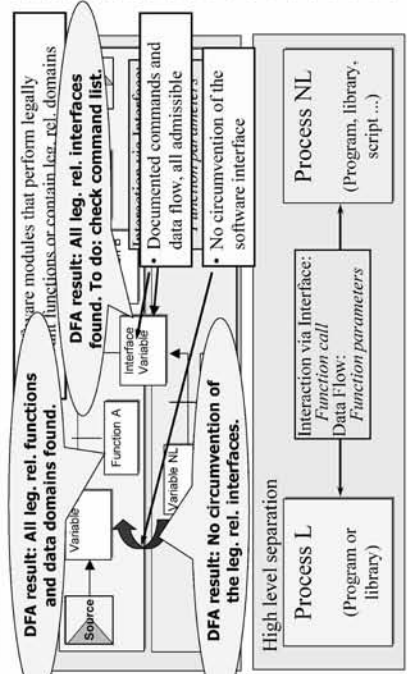 DFA result: All leg. rel. functions
and data domains found.
ware modules that perform legally
functions or contain leg. rel. domains
DFA result: All leg. rel. interfaces
found. To do: check command list.
Source
Variable
Function A
Interface
Variable
Variable NL
Function parameters
• Documented commands and
data flow, all admissible
• No circumvention of the
software interface
DFA result: No circumvention of
the leg. rel. interfaces.
High level separation
Process L
(Program or
library)
Interaction via Interface:
Function call
Data Flow:
Function parameters
Process NL
(Program, library,
script ...)